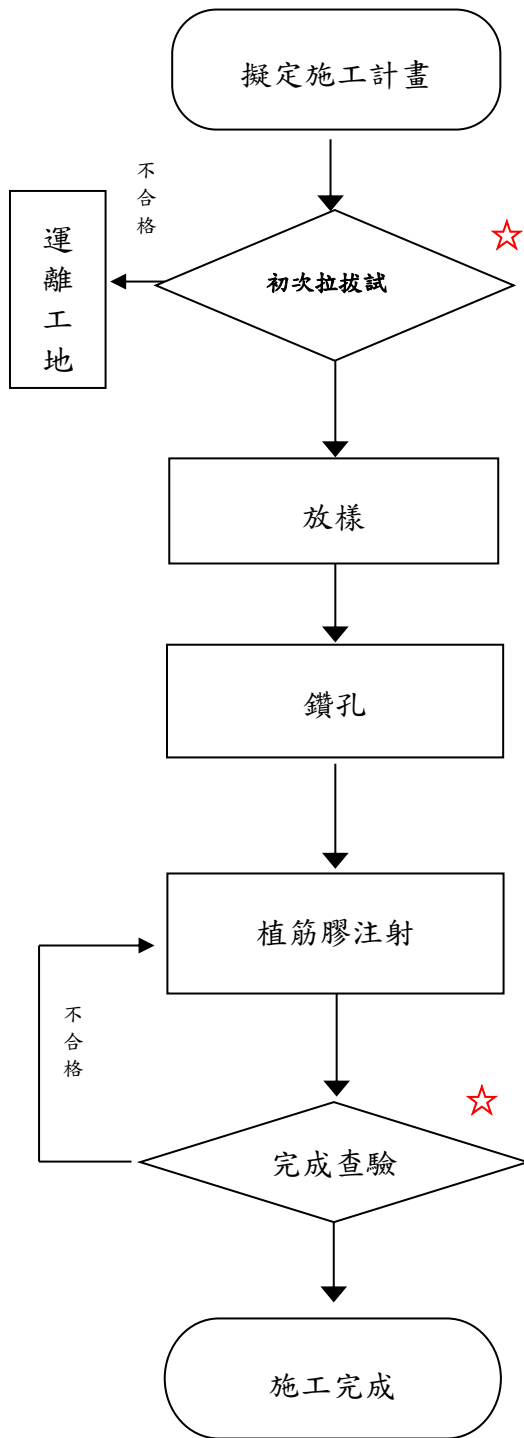 擬定施工計畫
不合格
運離工地
初次拉拔試
放樣
鑽孔
植筋膠注射
不合格
完成查驗
施工完成